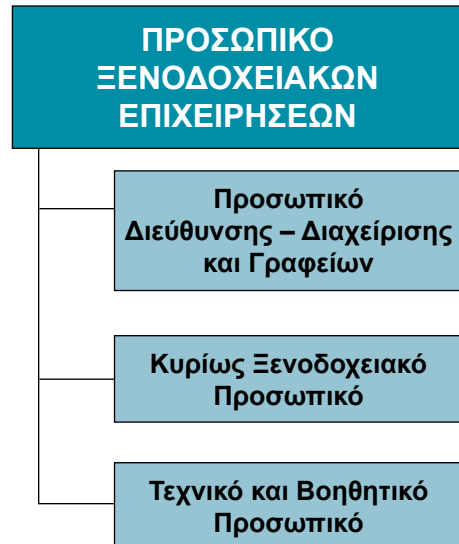 ΠΡΟΣΩΠΙΚΟ
ΞΕΝΟΔΟΧΕΙΑΚΩΝ
ΕΠΙΧΕΙΡΗΣΕΩΝ
Προσωπικό
Διεύθυνσης – Διαχείρισης
και Γραφείων
Κυρίως Ξενοδοχειακό
Προσωπικό
Τεχνικό και Βοηθητικό
Προσωπικό